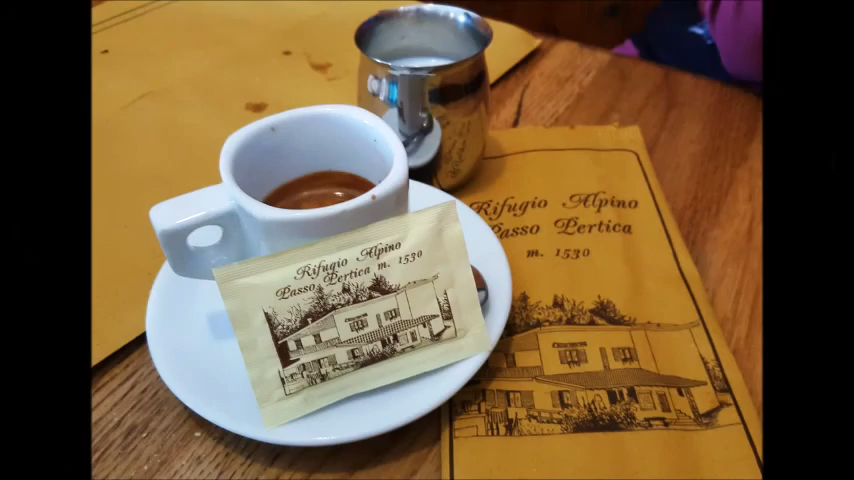 Rifugio Alpino
Passo Pertica
m. 1530
Rifugio Alpino
Passo Pertica m. 1530